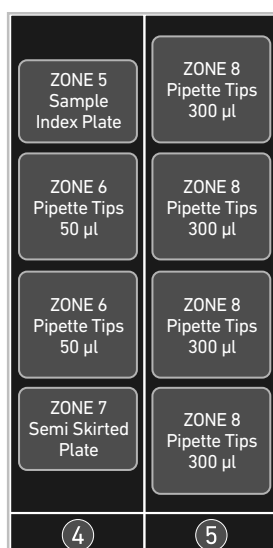 ZONE 5
Sample
Index Plate
ZONE 6
Pipette Tips
50 µl
ZONE 6
Pipette Tips
50 µl
ZONE 7
Semi Skirted
Plate
4
ZONE 8
Pipette Tips
300 µl
ZONE 8
Pipette Tips
300 µl
ZONE 8
Pipette Tips
300 µl
ZONE 8
Pipette Tips
300 µl
5